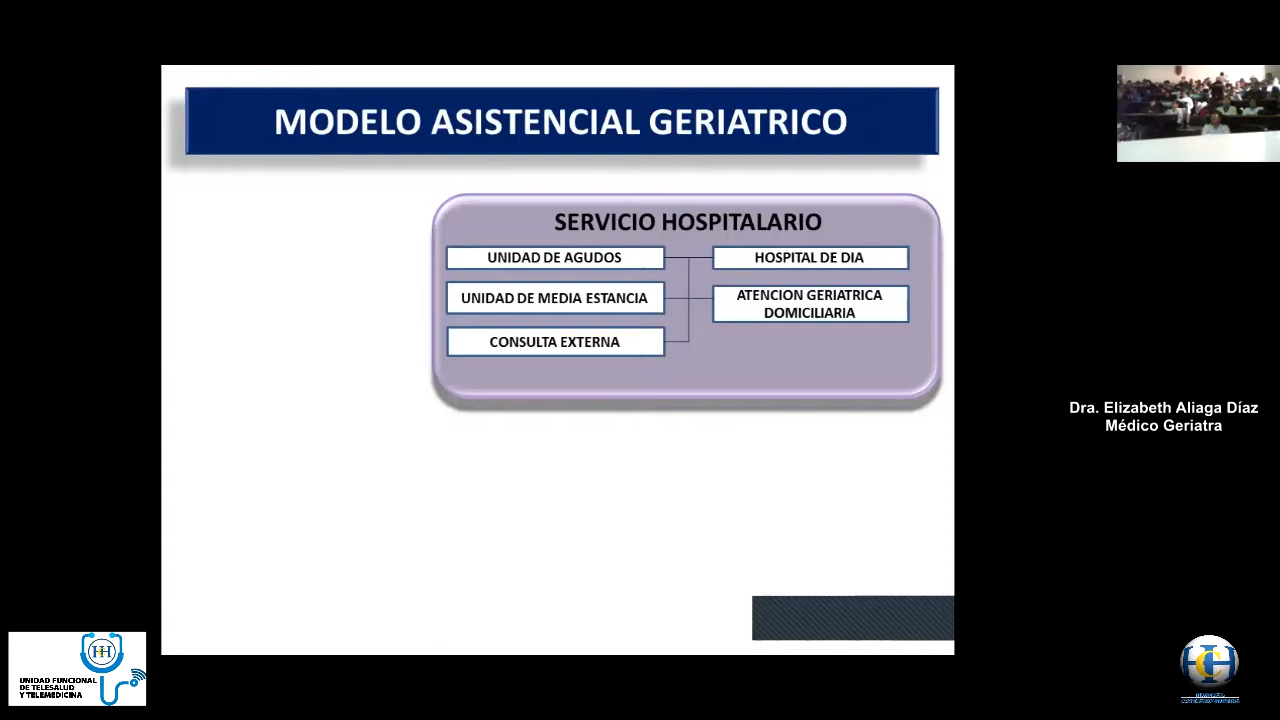 MODELO ASISTENCIAL GERIATRICO
SERVICIO HOSPITALARIO
UNIDAD DE AGUDOS
HOSPITAL DE DIA
UNIDAD DE MEDIA ESTANCIA
ATENCION GERIATRICA
DOMICILIARIA
CONSULTA EXTERNA
Dra. Elizabeth Aliaga Díaz
Médico Geriatra
UNIDAD FUNCIONAL
DE TELESALUD
Y TELEMEDICINA